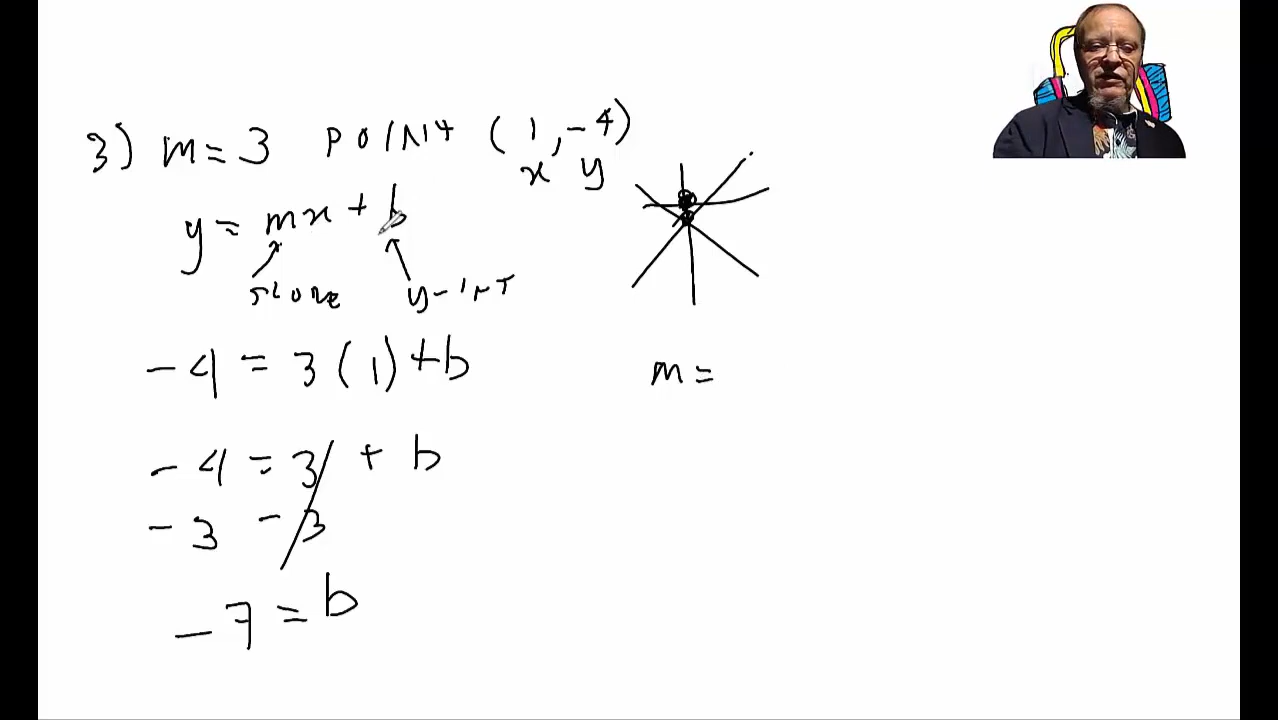 3) m = 3 POINT (1, -4)
x y
y = mx + b
SLOPE y-INT
-4 = 3(1) + b
m =
-4 = 3 + b
-3 -3
-7 = b